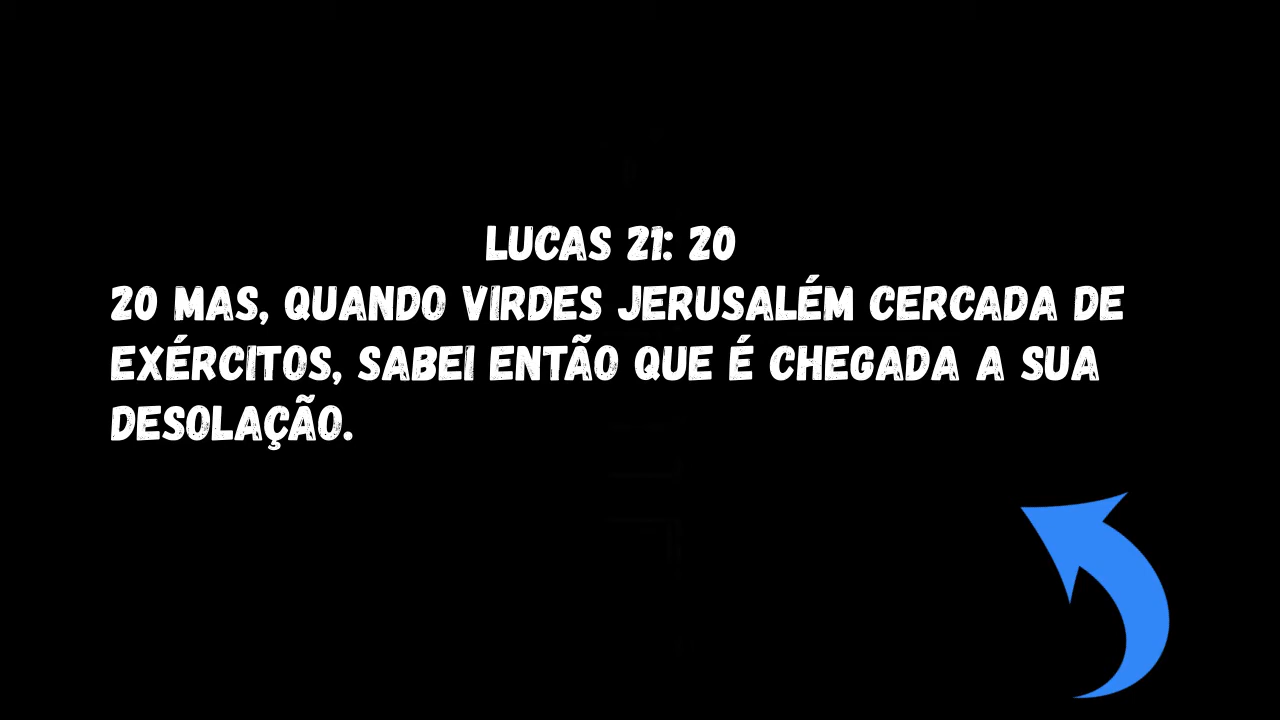 LUCAS 21: 20
20 MAS, QUANDO VIRDES JERUSALÉM CERCADA DE
EXÉRCITOS, SABEI ENTÃO QUE É CHEGADA A SUA
DESOLAÇÃO.